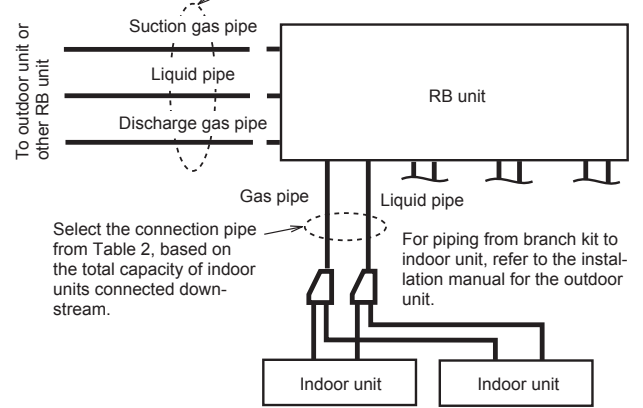 Suction gas pipe
To outdoor unit or
other RB unit
Liquid pipe
RB unit
Discharge gas pipe
Gas pipe
Liquid pipe
Select the connection pipe
from Table 2, based on
the total capacity of indoor
units connected down-
stream.
For piping from branch kit to
indoor unit, refer to the instal-
lation manual for the outdoor
unit.
Indoor unit
Indoor unit